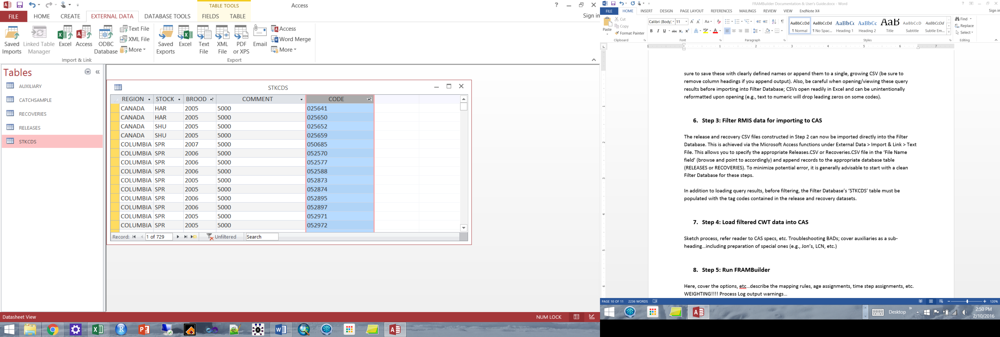 TABLE TOOLS
Access
Sign in
FILE
HOME
CREATE
EXTERNAL DATA
DATABASE TOOLS
FIELDS
TABLE
Saved Imports
Linked Table Manager
Excel
Access
ODBC Database
Text File
XML File
More
Import & Link
Saved Exports
Excel
Text File
XML File
PDF or XPS
Email
Access
Word Merge
More
Export
Tables
AUXILIARY
CATCHSAMPLE
RECOVERIES
RELEASES
STKCDS
STKCDS
REGION STOCK BROOD COMMENT CODE
CANADA HAR 2005 5000 025641
CANADA HAR 2005 5000 025650
CANADA SHU 2005 5000 025652
CANADA SHU 2005 5000 025659
COLUMBIA SPR 2007 5000 050685
COLUMBIA SPR 2006 5000 052570
COLUMBIA SPR 2006 5000 052577
COLUMBIA SPR 2006 5000 052588
COLUMBIA SPR 2005 5000 052873
COLUMBIA SPR 2005 5000 052874
COLUMBIA SPR 2006 5000 052895
COLUMBIA SPR 2006 5000 052897
COLUMBIA SPR 2005 5000 052971
COLUMBIA SPR 2005 5000 052972
Record: 1 of 729 Unfiltered Search
Datasheet View
NUM LOCK
FRAMBuilder Documentation & User's Guide.docx - Word
FILE HOME INSERT DESIGN PAGE LAYOUT REFERENCES MAILINGS REVIEW VIEW EndNote X4 Sign in
Paste
Cut
Copy
Format Painter
Clipboard
Calibri (Body) 11
Font
Paragraph
AaBbCcDd AaBbCcDd AaBbCc AaBbCc AaB AaBbCcD AaBbCcDd
¶ Normal ¶ No Spac... Heading 1 Heading 2 Title Subtitle Subtle Em...
Styles
Find
Replace
Select
Editing
sure to save these with clearly defined names or append them to a single, growing CSV (be sure to
remove column headings if you append output). Also, be careful when opening/viewing these query
results before importing into Filter Database; CSVs open readily in Excel and can be unintentionally
reformatted upon opening (e.g., text to numeric will drop leading zeros on some codes).
6. Step 3: Filter RMIS data for importing to CAS
The release and recovery CSV files constructed in Step 2 can now be imported directly into the Filter
Database. This is achieved via the Microsoft Access functions under External Data > Import & Link > Text
File. This allows you to specify the appropriate Releases.CSV or Recoveries.CSV file in the ‘File Name
field’ (browse and point to accordingly) and append records to the appropriate database table
(RELEASES or RECOVERIES). To minimize potential error, it is generally advisable to start with a clean
Filter Database for these steps.
In addition to loading query results, before filtering, the Filter Database’s ‘STKCDS’ table must be
populated with the tag codes contained in the release and recovery datasets.
7. Step 4: Load filtered CWT data into CAS
Sketch process, refer reader to CAS specs, etc. Troubleshooting BADs; cover auxiliaries as a sub-
heading…including preparation of special ones (e.g., Jon’s, LCN, etc.)
8. Step 5: Run FRAMBuilder
Here, cover the options, etc…describe the mapping rules, age assignments, time step assignments, etc.
WEIGHTING!!!! Process Log output warnings…
PAGE 10 OF 11 2236 WORDS 120%
Desktop
2:50 PM
2/10/2016